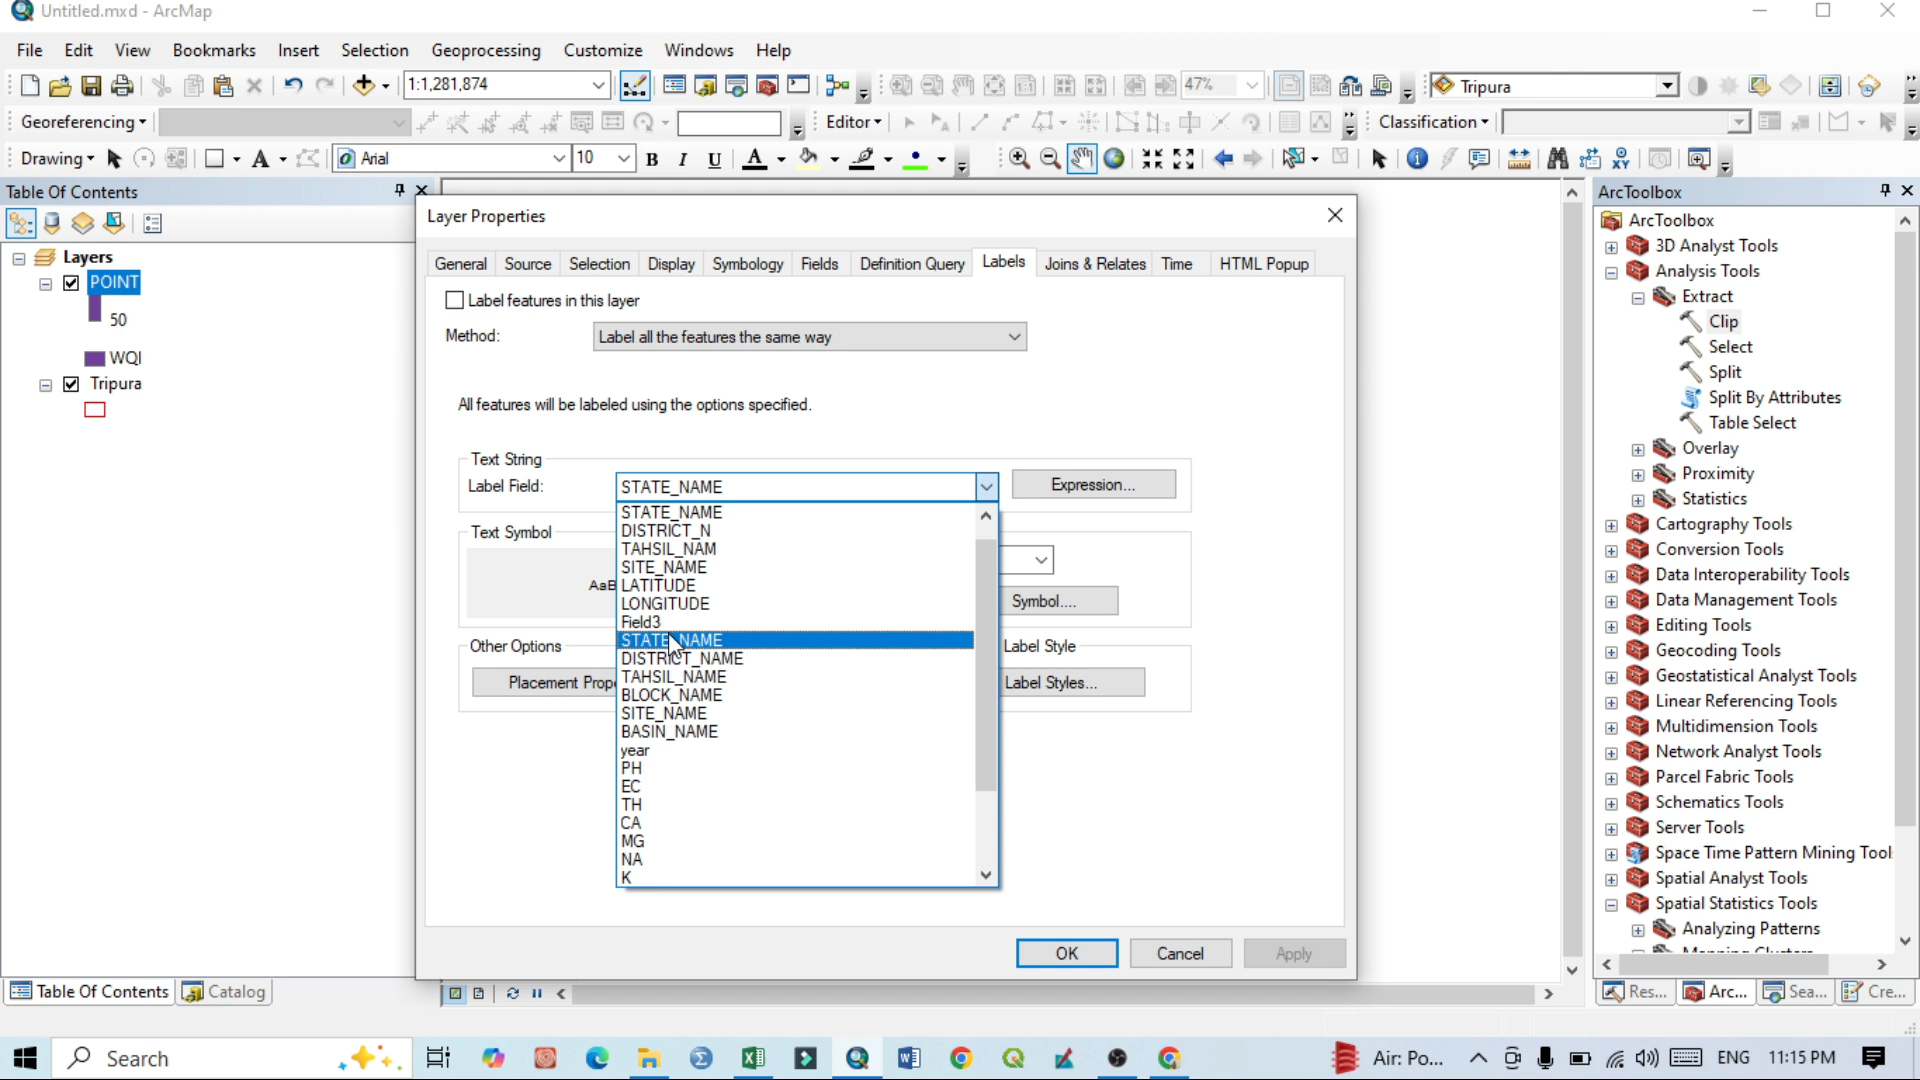 Untitled.mxd - ArcMap
File Edit View Bookmarks Insert Selection Geoprocessing Customize Windows Help
1:1,281,874 47% Tripura
Georeferencing Editor Classification
Drawing A Arial 10 B I U A
Table Of Contents
Layers
POINT
50
WQI
Tripura
Table Of Contents Catalog
Layer Properties
General Source Selection Display Symbology Fields Definition Query Labels Joins & Relates Time HTML Popup
Label features in this layer
Method: Label all the features the same way
All features will be labeled using the options specified.
Text String
Label Field: STATE_NAME Expression...
STATE_NAME
DISTRICT_N
TAHSIL_NAM
SITE_NAME
LATITUDE
LONGITUDE
Field3
STATE_NAME
DISTRICT_NAME
TAHSIL_NAME
BLOCK_NAME
SITE_NAME
BASIN_NAME
year
PH
EC
TH
CA
MG
NA
K
Text Symbol
AaB
Symbol....
Other Options
Placement Prope
Label Style
Label Styles...
OK Cancel Apply
ArcToolbox
ArcToolbox
3D Analyst Tools
Analysis Tools
Extract
Clip
Select
Split
Split By Attributes
Table Select
Overlay
Proximity
Statistics
Cartography Tools
Conversion Tools
Data Interoperability Tools
Data Management Tools
Editing Tools
Geocoding Tools
Geostatistical Analyst Tools
Linear Referencing Tools
Multidimension Tools
Network Analyst Tools
Parcel Fabric Tools
Schematics Tools
Server Tools
Space Time Pattern Mining Tool
Spatial Analyst Tools
Spatial Statistics Tools
Analyzing Patterns
Res... Arc... Sea... Cre...
Search Air: Po... ENG 11:15 PM